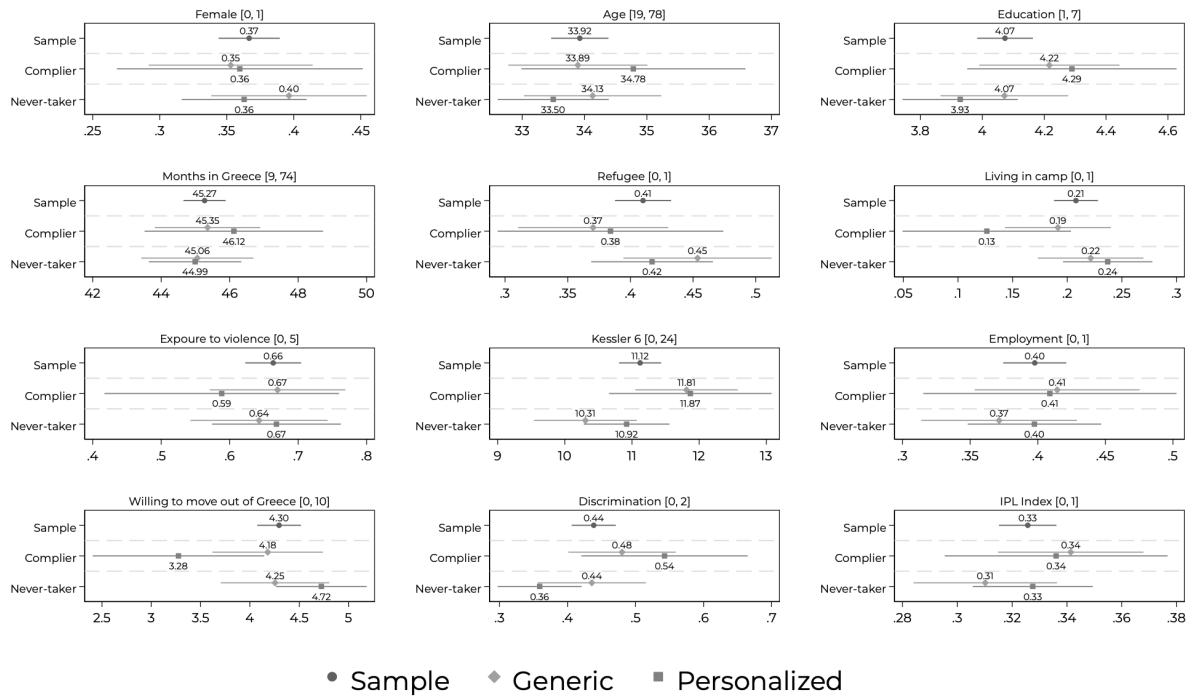 Female [0, 1]
Sample
0.37
Complier
0.35
0.36
Never-taker
0.40
0.36
.25 .3 .35 .4 .45
Age [19, 78]
33.92
33.89
34.78
34.13
33.50
33 34 35 36 37
Education [1, 7]
Sample
4.07
Complier
4.22
4.29
Never-taker
4.07
3.93
3.8 4 4.2 4.4 4.6
Months in Greece [9, 74]
Sample
45.27
Complier
45.35
46.12
Never-taker
45.06
44.99
42 44 46 48 50
Refugee [0, 1]
Sample
0.41
Complier
0.37
0.38
Never-taker
0.45
0.42
.3 .35 .4 .45 .5
Living in camp [0, 1]
Sample
0.21
Complier
0.19
0.13
Never-taker
0.22
0.24
.05 .1 .15 .2 .25 .3
Expoure to violence [0, 5]
Sample
0.66
Complier
0.67
0.59
Never-taker
0.64
0.67
.4 .5 .6 .7 .8
Kessler 6 [0, 24]
Sample
11.12
Complier
11.81
11.87
Never-taker
10.31
10.92
9 10 11 12 13
Employment [0, 1]
Sample
0.40
Complier
0.41
0.41
Never-taker
0.37
0.40
.3 .35 .4 .45 .5
Willing to move out of Greece [0, 10]
Sample
4.30
Complier
4.18
3.28
Never-taker
4.25
4.72
2.5 3 3.5 4 4.5 5
Discrimination [0, 2]
Sample
0.44
Complier
0.48
0.54
Never-taker
0.44
0.36
.3 .4 .5 .6 .7
IPL Index [0, 1]
Sample
0.33
Complier
0.34
0.34
Never-taker
0.31
0.33
.28 .3 .32 .34 .36 .38
Sample Generic Personalized